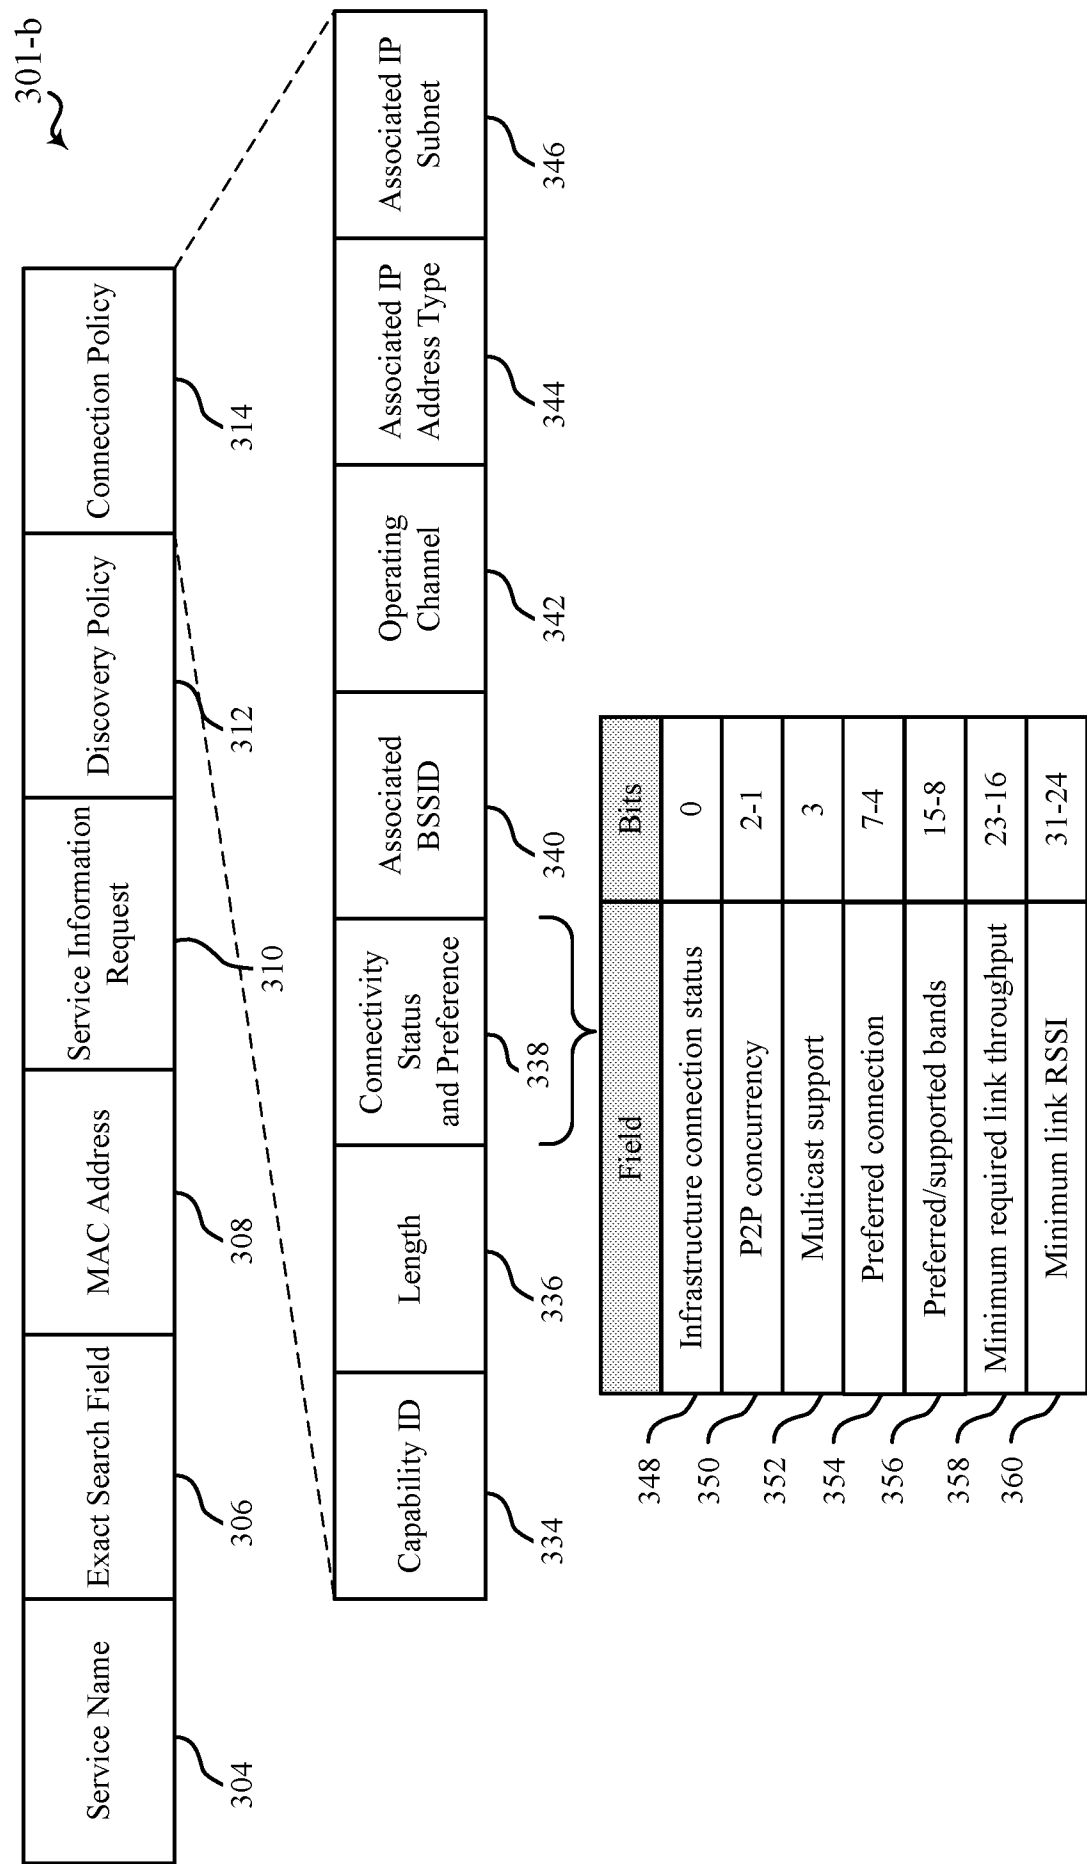 301-b
Service Name
Exact Search Field
MAC Address
Service Information
Request
Discovery Policy
Connection Policy
304
306
308
310
312
314
Capability ID
Length
Connectivity
Status
and Preference
Associated
BSSID
Operating
Channel
Associated IP
Address Type
Associated IP
Subnet
334
336
338
340
342
344
346
Field Bits
348 Infrastructure connection status 0
350 P2P concurrency 2-1
352 Multicast support 3
354 Preferred connection 7-4
356 Preferred/supported bands 15-8
358 Minimum required link throughput 23-16
360 Minimum link RSSI 31-24